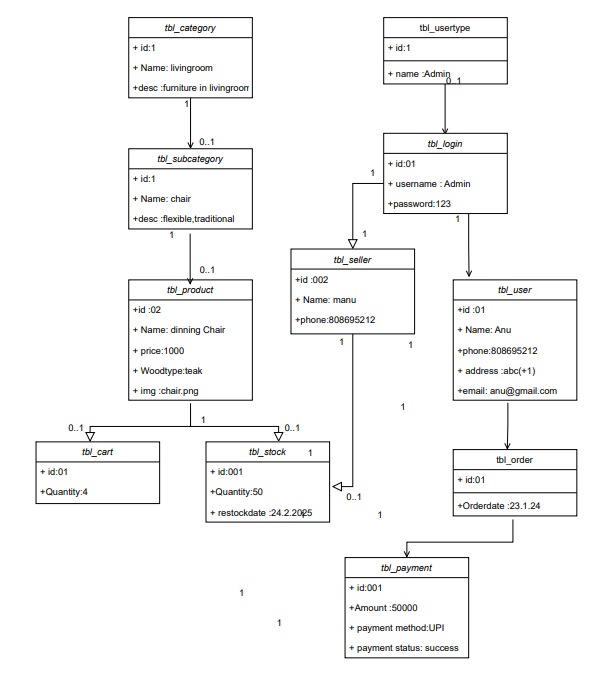 tbl_category
+ id:1
+ Name: livingroom
+desc :furniture in livingroom
1
0..1
tbl_subcategory
+ id:1
+ Name: chair
+desc :flexible,traditional
1
0..1
tbl_product
+id :02
+ Name: dinning Chair
+ price:1000
+ Woodtype:teak
+ img :chair.png
1
0..1
0..1
tbl_cart
+ id:01
+Quantity:4
tbl_stock
1
+ id:001
+Quantity:50
+ restockdate :24.2.2025
1
tbl_usertype
+ id:1
+ name :Admin
0..1
tbl_login
+ id:01
+ username : Admin
+password:123
1
1
1
tbl_seller
+id :002
+ Name: manu
+phone:808695212
1
1
1
0..1
1
tbl_user
+id :01
+ Name: Anu
+phone:808695212
+ address :abc(+1)
+email: anu@gmail.com
tbl_order
+ id:01
+Orderdate :23.1.24
tbl_payment
+ id:001
+Amount :50000
+ payment method:UPI
+ payment status: success
1
1